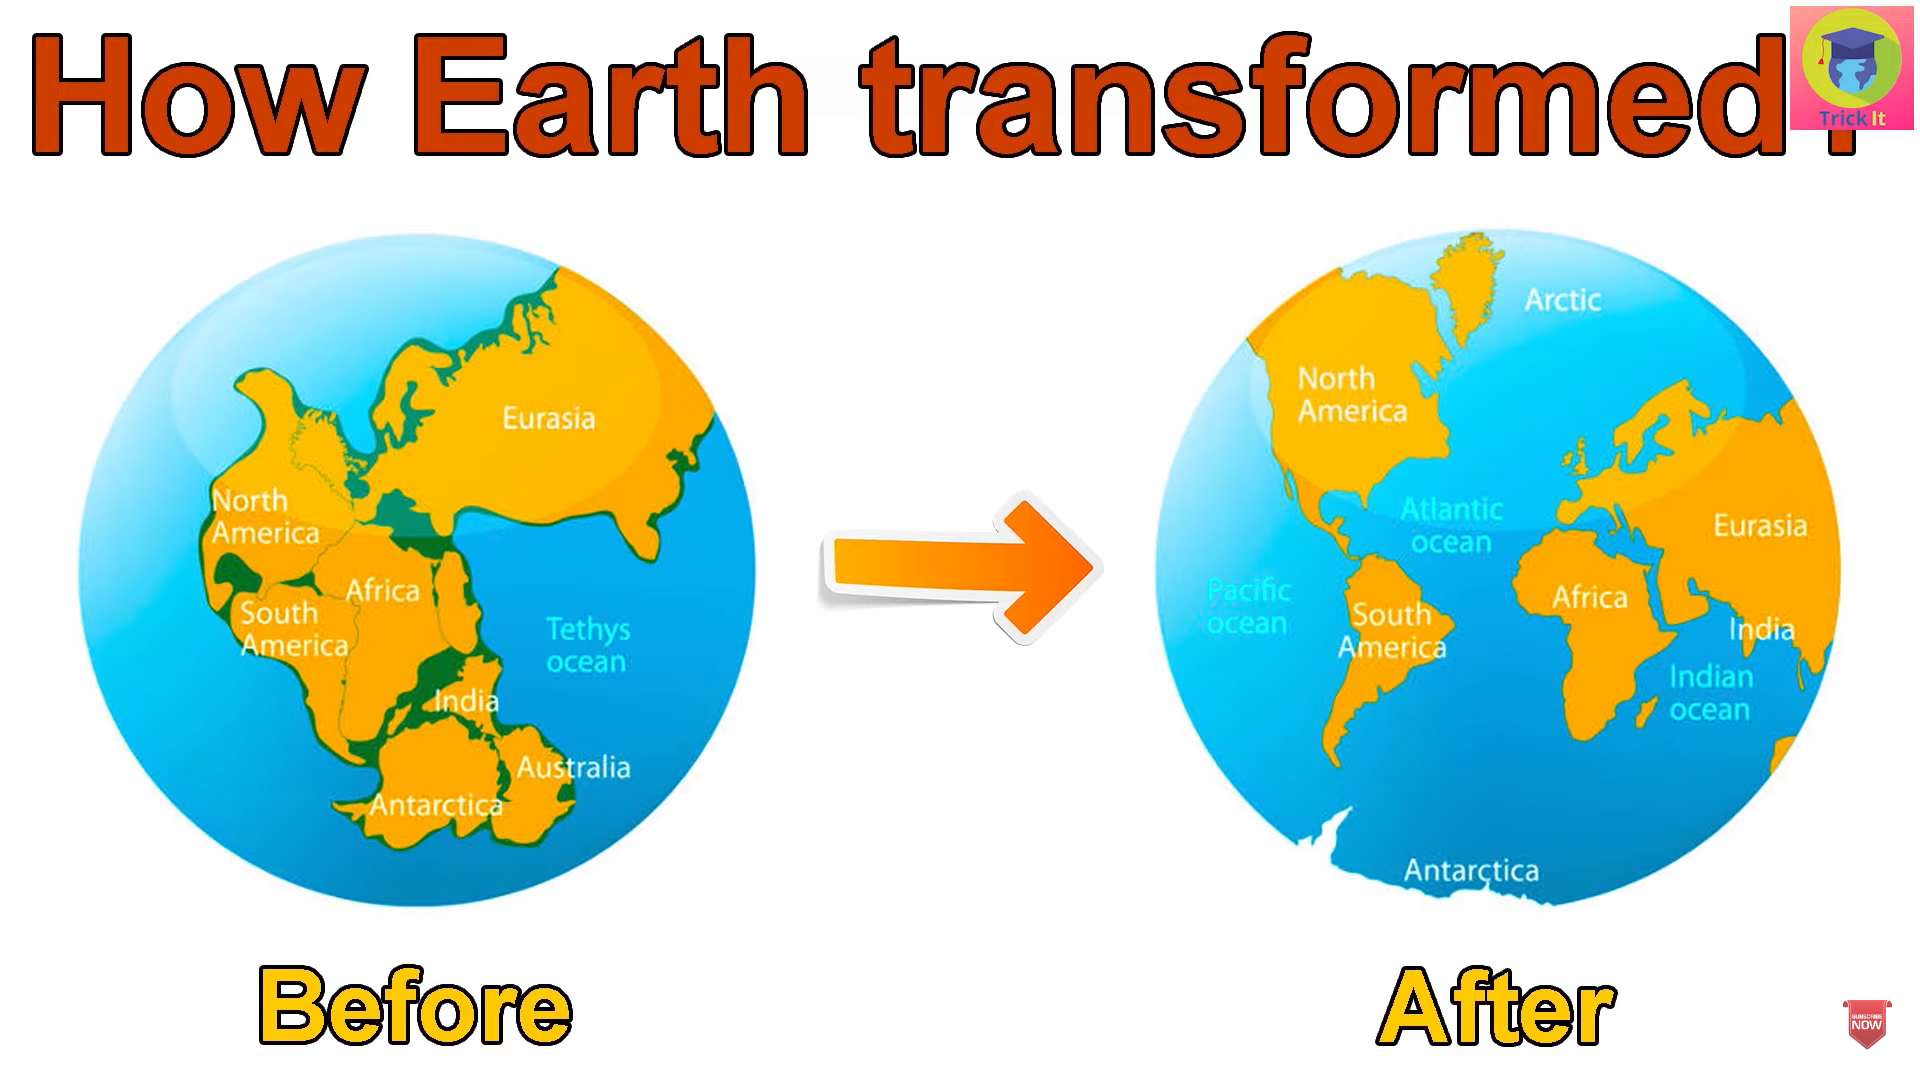 How Earth transformed?
Trick It
Arctic
North
America
Eurasia
North
America
Atlantic
ocean
Eurasia
Africa
South
America
Tethys
ocean
Pacific
ocean
South
America
Africa
India
India
Indian
ocean
Australia
Antarctica
Antarctica
Before
After
SUBSCRIBE
NOW